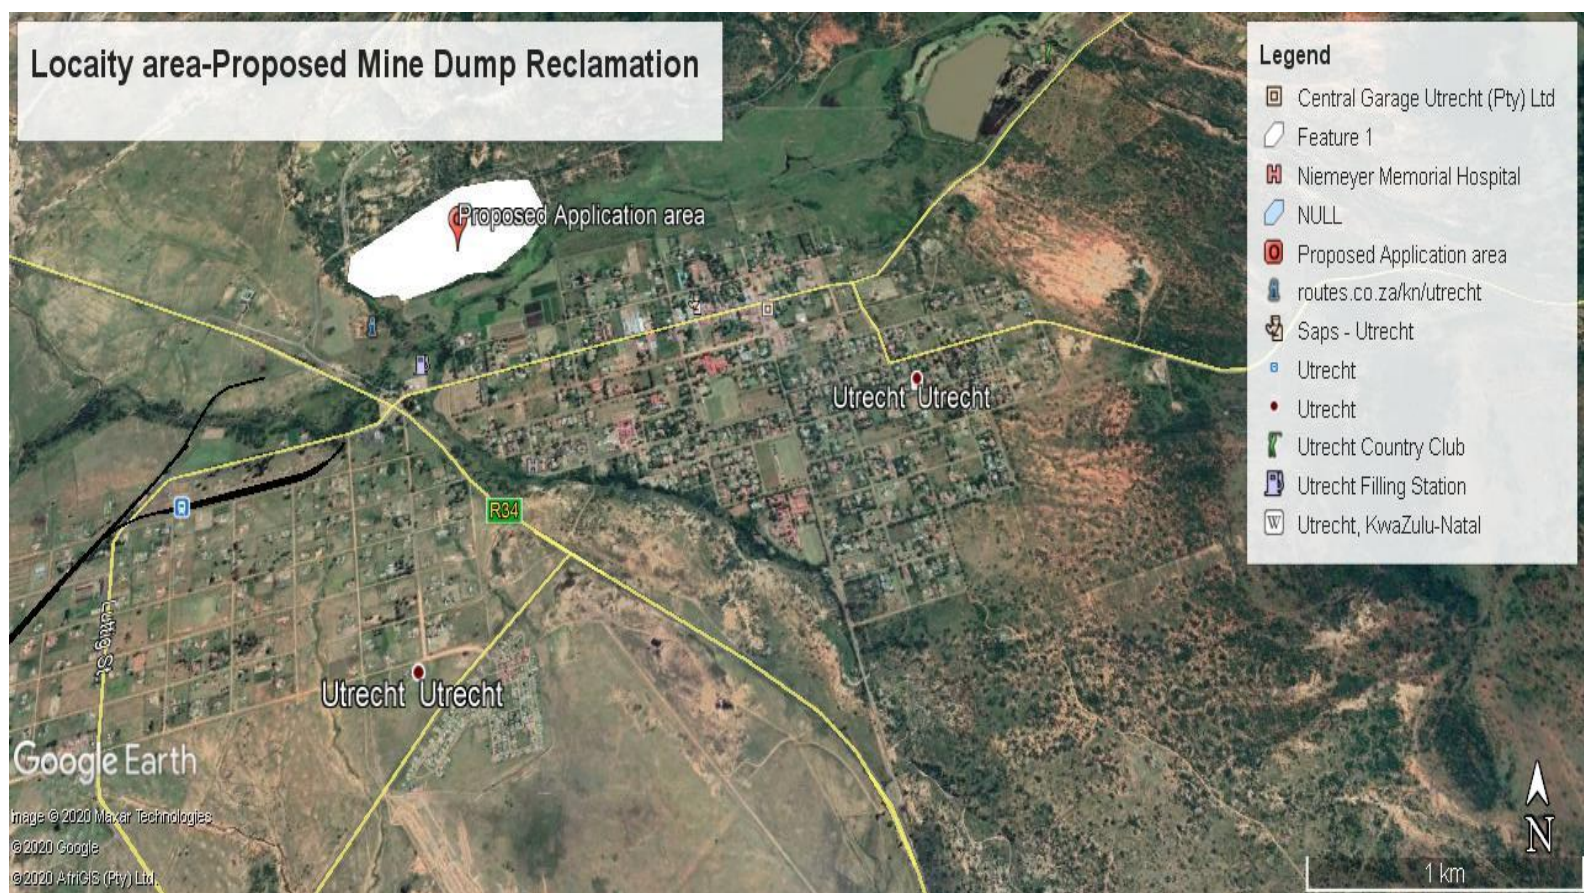 Locaity area-Proposed Mine Dump Reclamation
Legend
Central Garage Utrecht (Pty) Ltd
Feature 1
H Niemeyer Memorial Hospital
NULL
Proposed Application area
routes.co.za/kn/utrecht
Saps - Utrecht
Utrecht
Utrecht
Utrecht Country Club
Utrecht Filling Station
W Utrecht, KwaZulu-Natal
Proposed Application area
Utrecht Utrecht
H
R34
Utrecht Utrecht
Google Earth
Image © 2020 Maxar Technologies
© 2020 Google
© 2020 AfriGIS (Pty) Ltd.
N
1 km